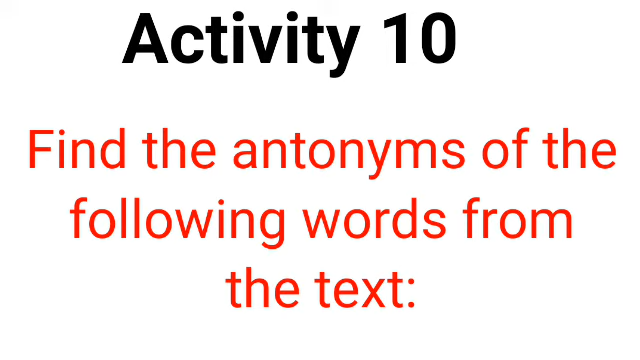 Activity 10
Find the antonyms of the
following words from
the text: